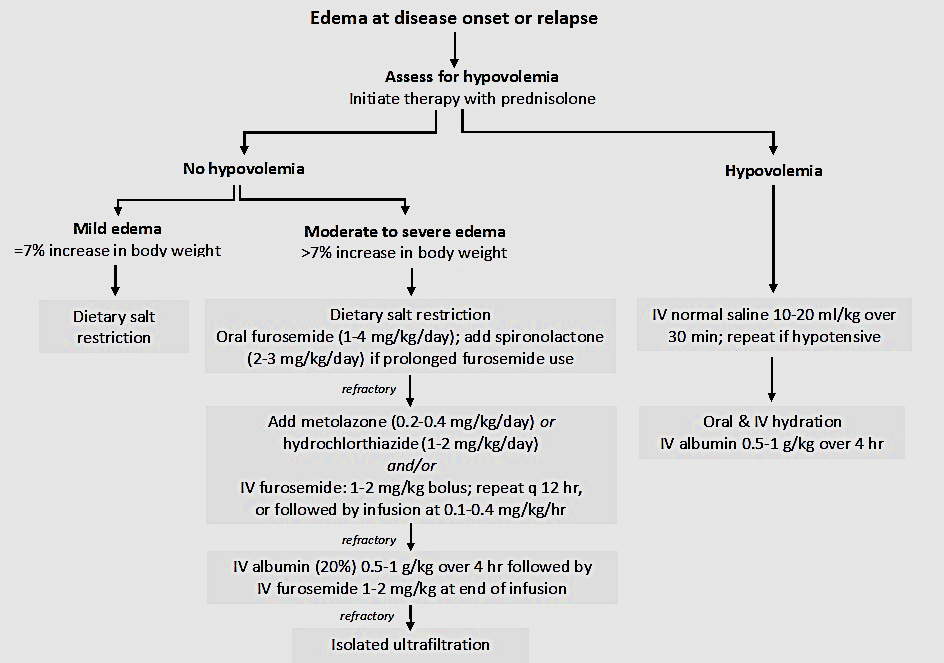 Edema at disease onset or relapse
Assess for hypovolemia
Initiate therapy with prednisolone
No hypovolemia
Hypovolemia
Mild edema
=7% increase in body weight
Moderate to severe edema
>7% increase in body weight
Dietary salt
restriction
Dietary salt restriction
Oral furosemide (1-4 mg/kg/day); add spironolactone
(2-3 mg/kg/day) if prolonged furosemide use
IV normal saline 10-20 ml/kg over
30 min; repeat if hypotensive
refractory
Add metolazone (0.2-0.4 mg/kg/day) or
hydrochlorthiazide (1-2 mg/kg/day)
and/or
IV furosemide: 1-2 mg/kg bolus; repeat q 12 hr,
or followed by infusion at 0.1-0.4 mg/kg/hr
Oral & IV hydration
IV albumin 0.5-1 g/kg over 4 hr
refractory
IV albumin (20%) 0.5-1 g/kg over 4 hr followed by
IV furosemide 1-2 mg/kg at end of infusion
refractory
Isolated ultrafiltration